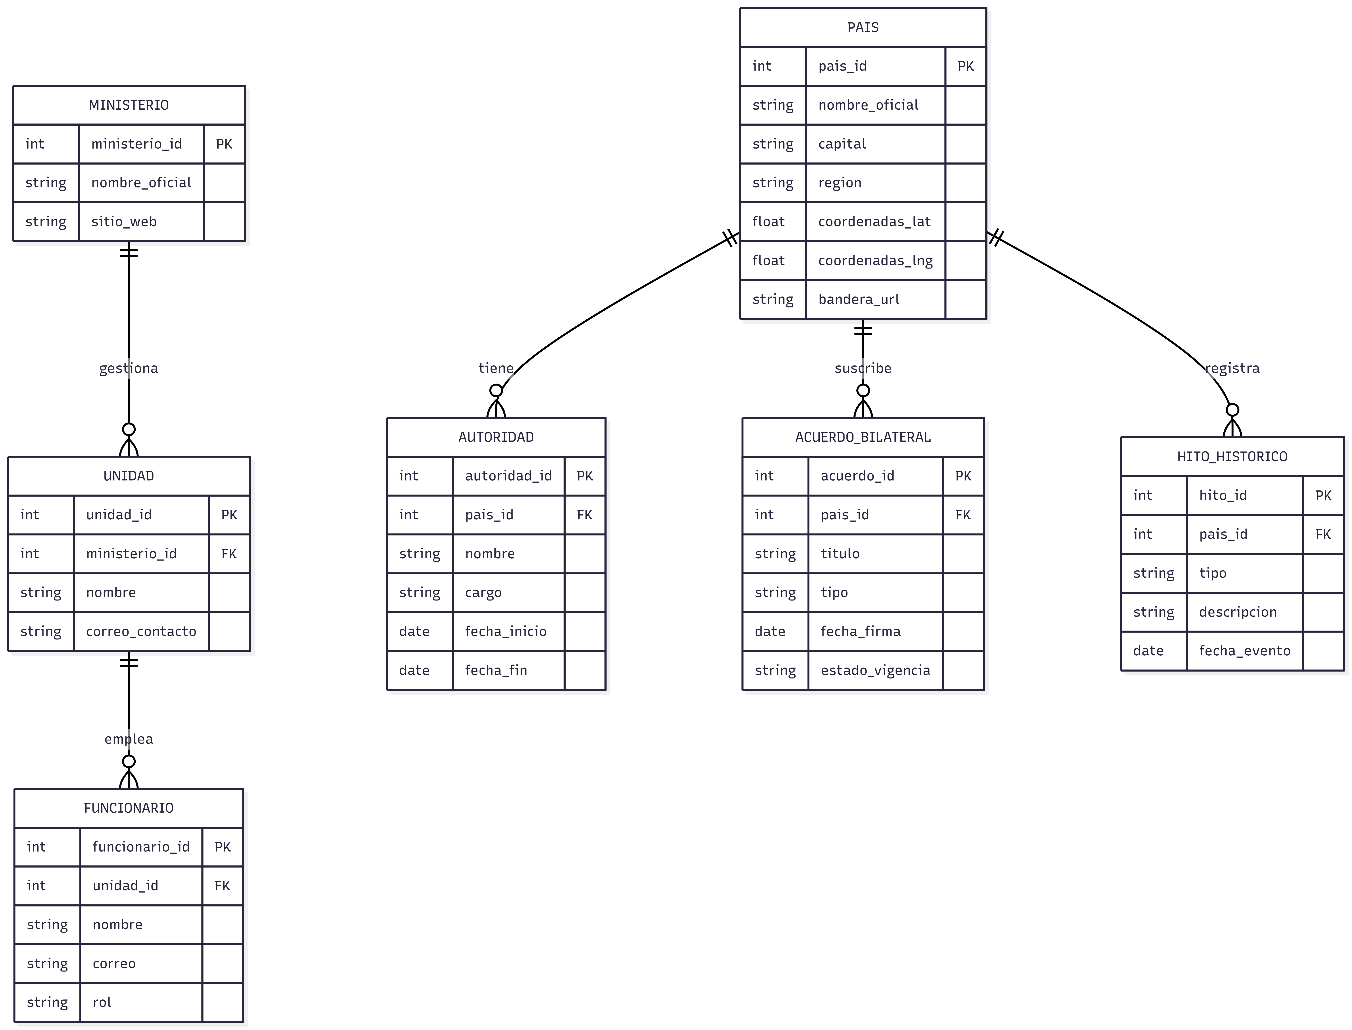 MINISTERIO
int ministerio_id PK
string nombre_oficial
string sitio_web
gestiona
UNIDAD
int unidad_id PK
int ministerio_id FK
string nombre
string correo_contacto
emplea
FUNCIONARIO
int funcionario_id PK
int unidad_id FK
string nombre
string correo
string rol
PAIS
int pais_id PK
string nombre_oficial
string capital
string region
float coordenadas_lat
float coordenadas_lng
string bandera_url
tiene
suscribe
registra
AUTORIDAD
int autoridad_id PK
int pais_id FK
string nombre
string cargo
date fecha_inicio
date fecha_fin
ACUERDO_BILATERAL
int acuerdo_id PK
int pais_id FK
string titulo
string tipo
date fecha_firma
string estado_vigencia
HITO_HISTORICO
int hito_id PK
int pais_id FK
string tipo
string descripcion
date fecha_evento